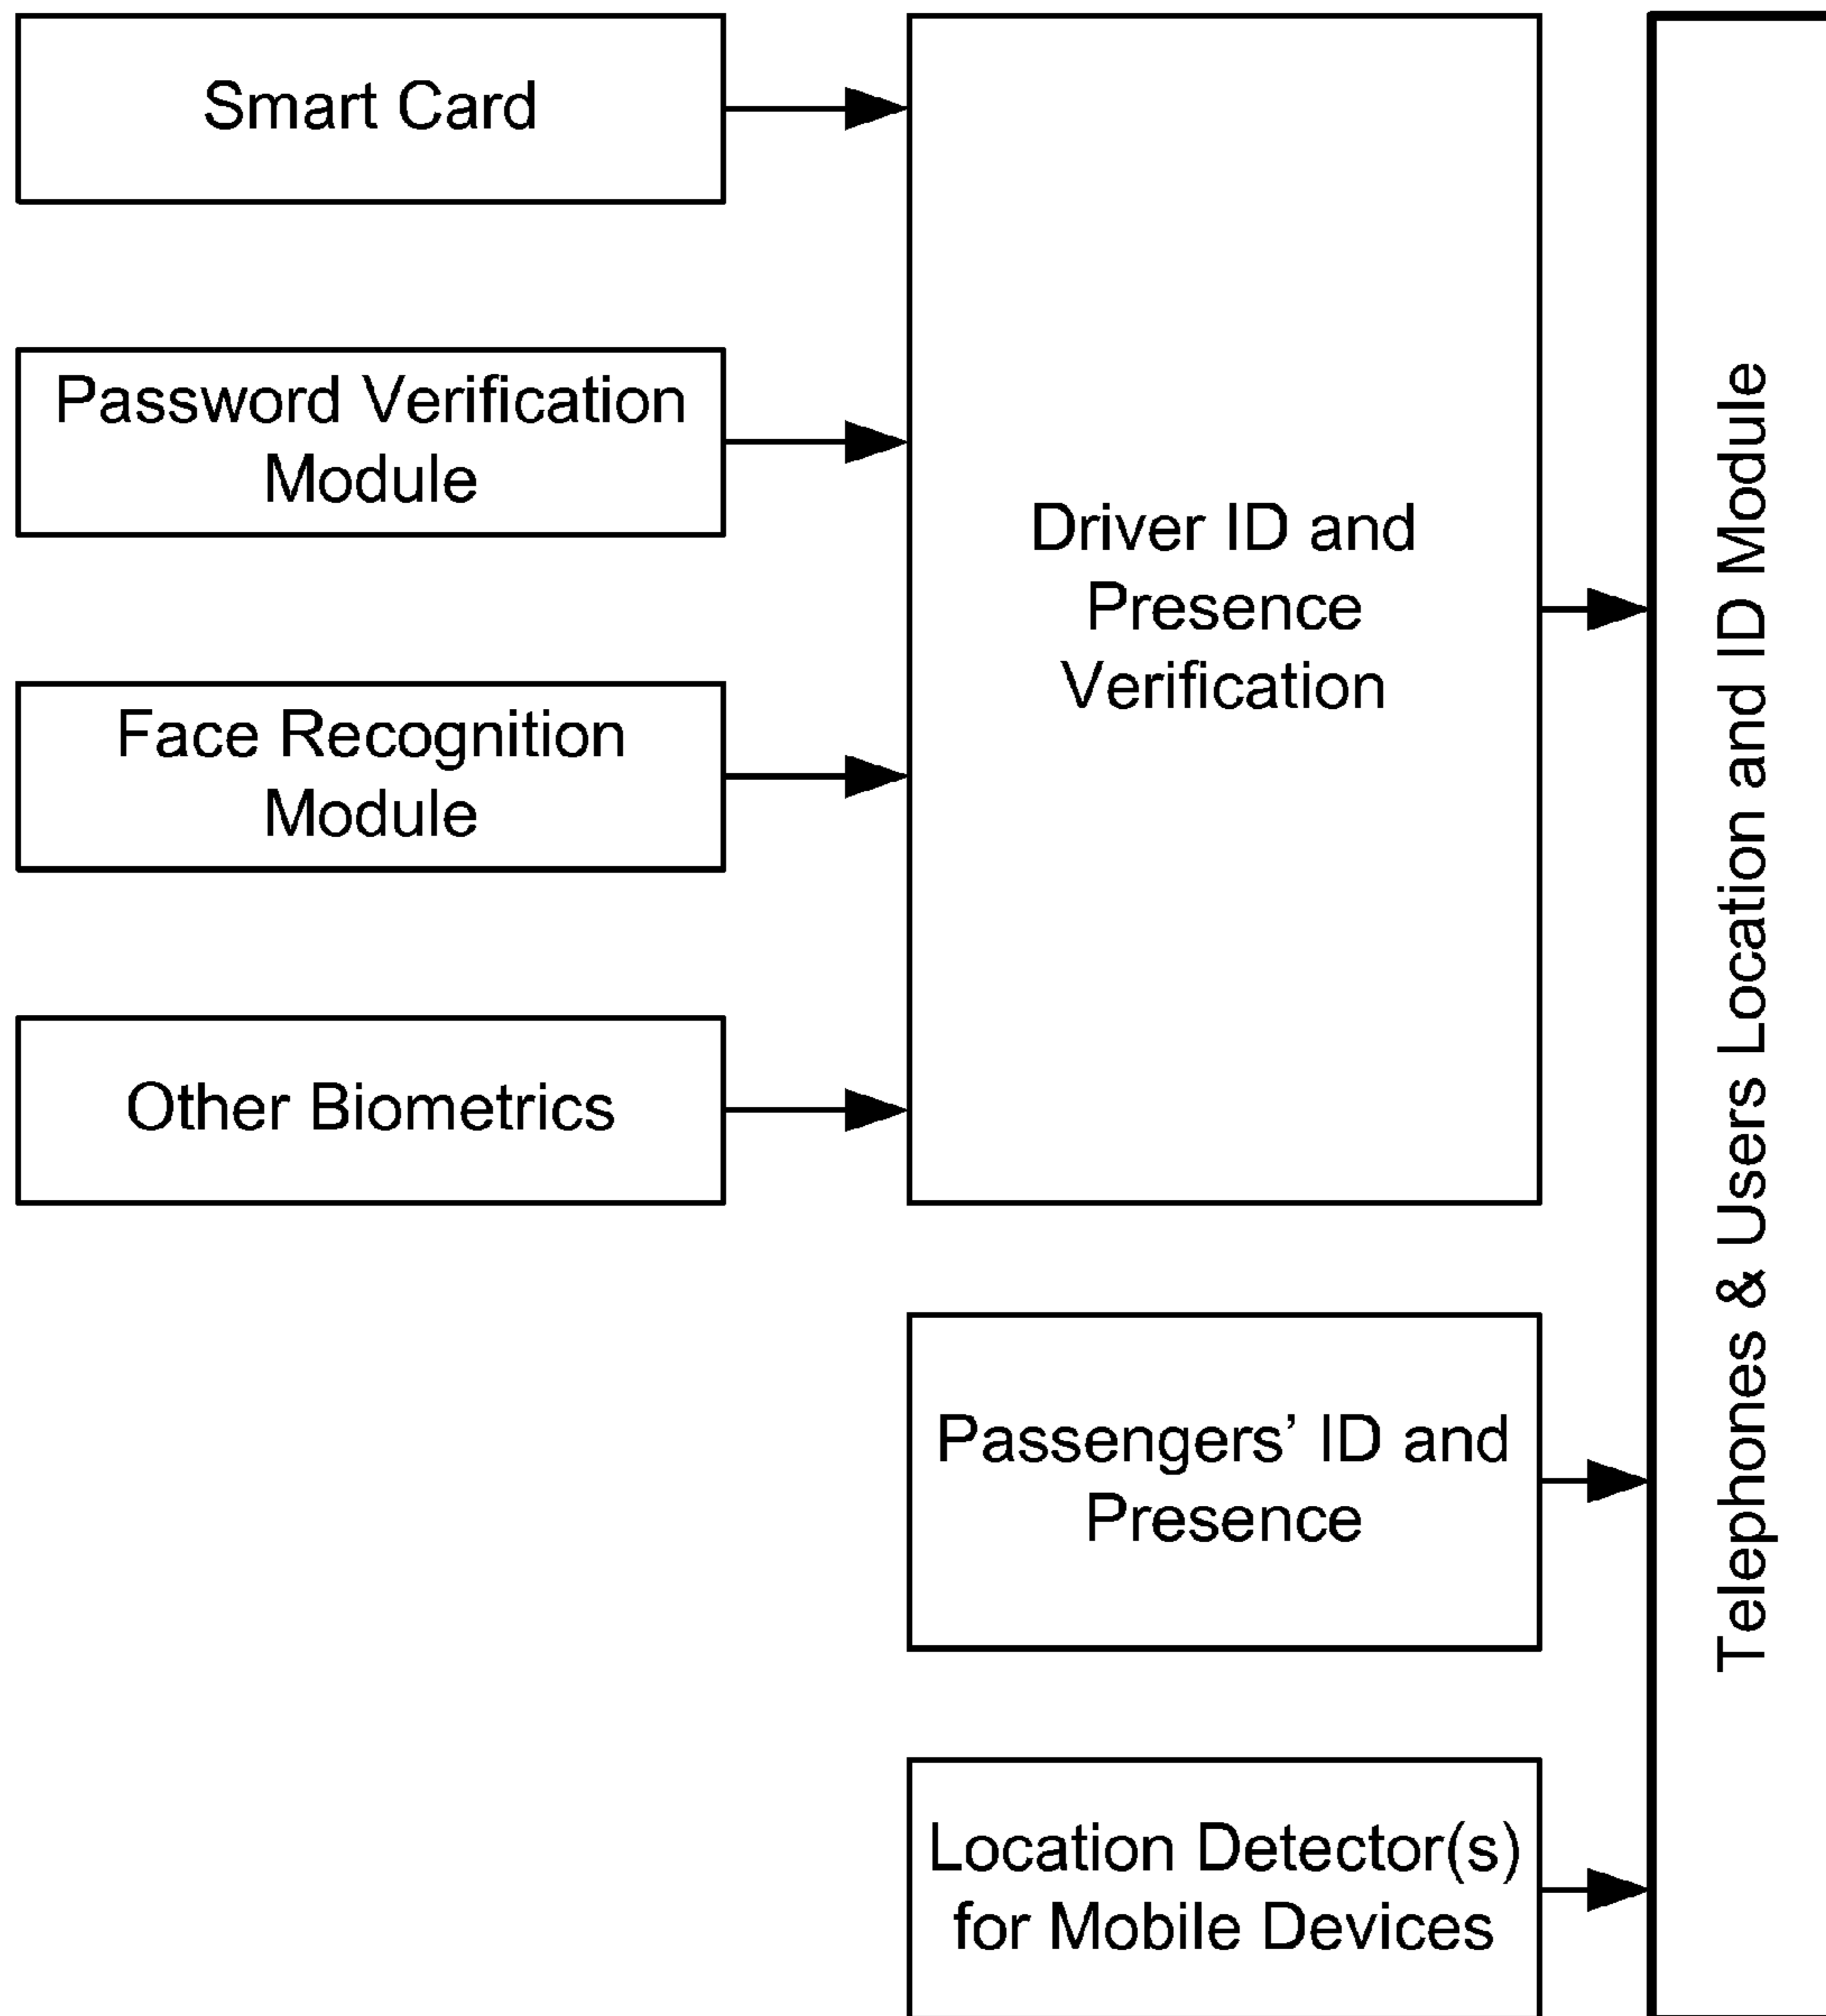 Smart Card
Password Verification
Module
Face Recognition
Module
Other Biometrics
Driver ID and
Presence
Verification
Passengers’ ID and
Presence
Location Detector(s)
for Mobile Devices
Telephones & Users Location and ID Module